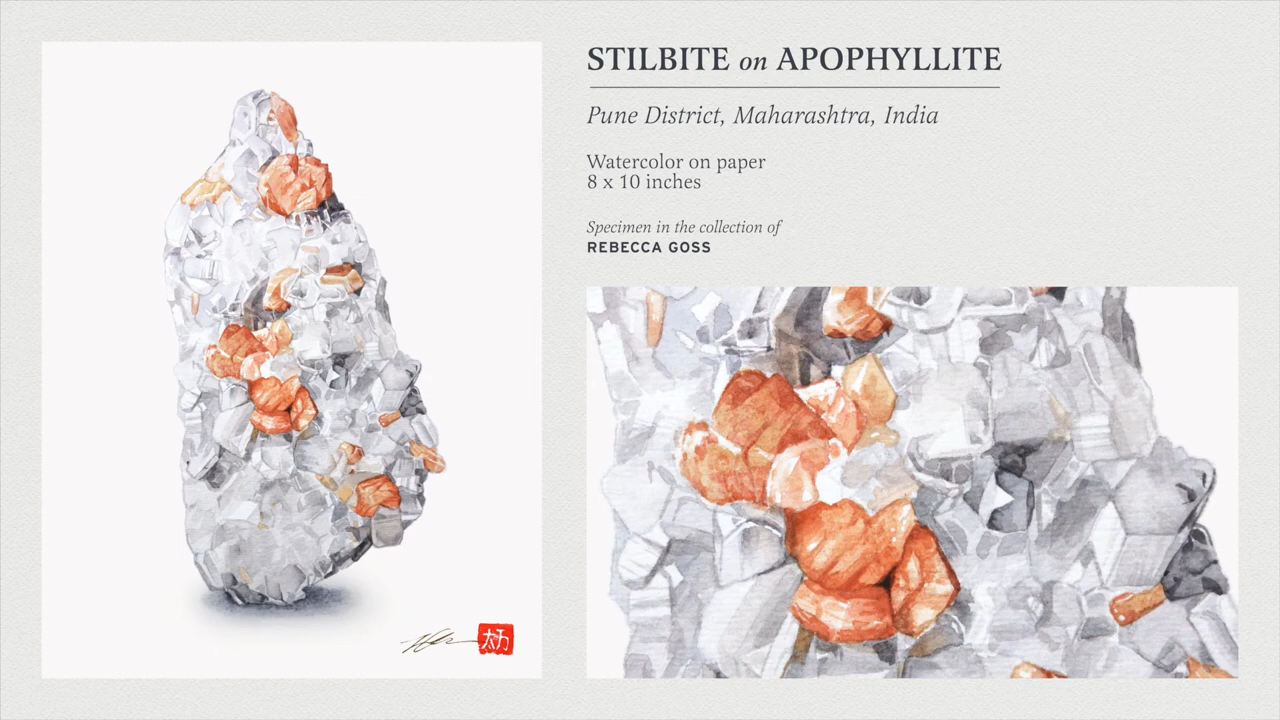 STILBITE on APOPHYLLITE
Pune District, Maharashtra, India
Watercolor on paper
8 x 10 inches
Specimen in the collection of
REBECCA GOSS